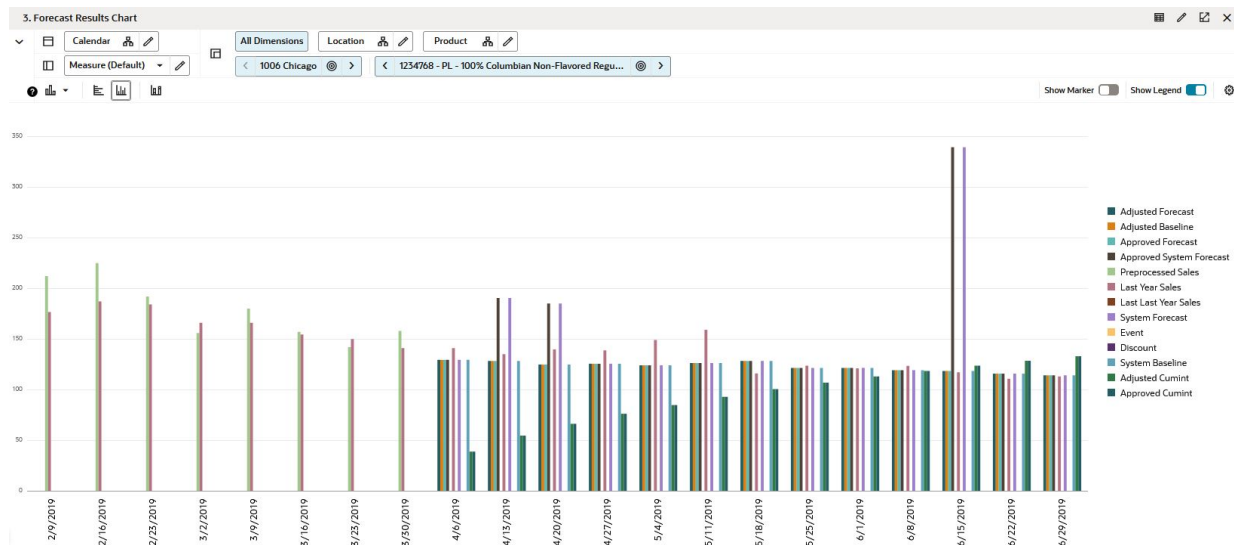 3. Forecast Results Chart
Calendar
All Dimensions
Location
Product
Measure (Default)
1006 Chicago
1234768 - PL - 100% Columbian Non-Flavored Regu...
Show Marker
Show Legend
350
300
250
200
150
100
50
0
Adjusted Forecast
Adjusted Baseline
Approved Forecast
Approved System Forecast
Preprocessed Sales
Last Year Sales
Last Last Year Sales
System Forecast
Event
Discount
System Baseline
Adjusted Cumint
Approved Cumint
2/9/2019
2/16/2019
2/23/2019
3/2/2019
3/9/2019
3/16/2019
3/23/2019
3/30/2019
4/6/2019
4/13/2019
4/20/2019
4/27/2019
5/4/2019
5/11/2019
5/18/2019
5/25/2019
6/1/2019
6/8/2019
6/15/2019
6/22/2019
6/29/2019